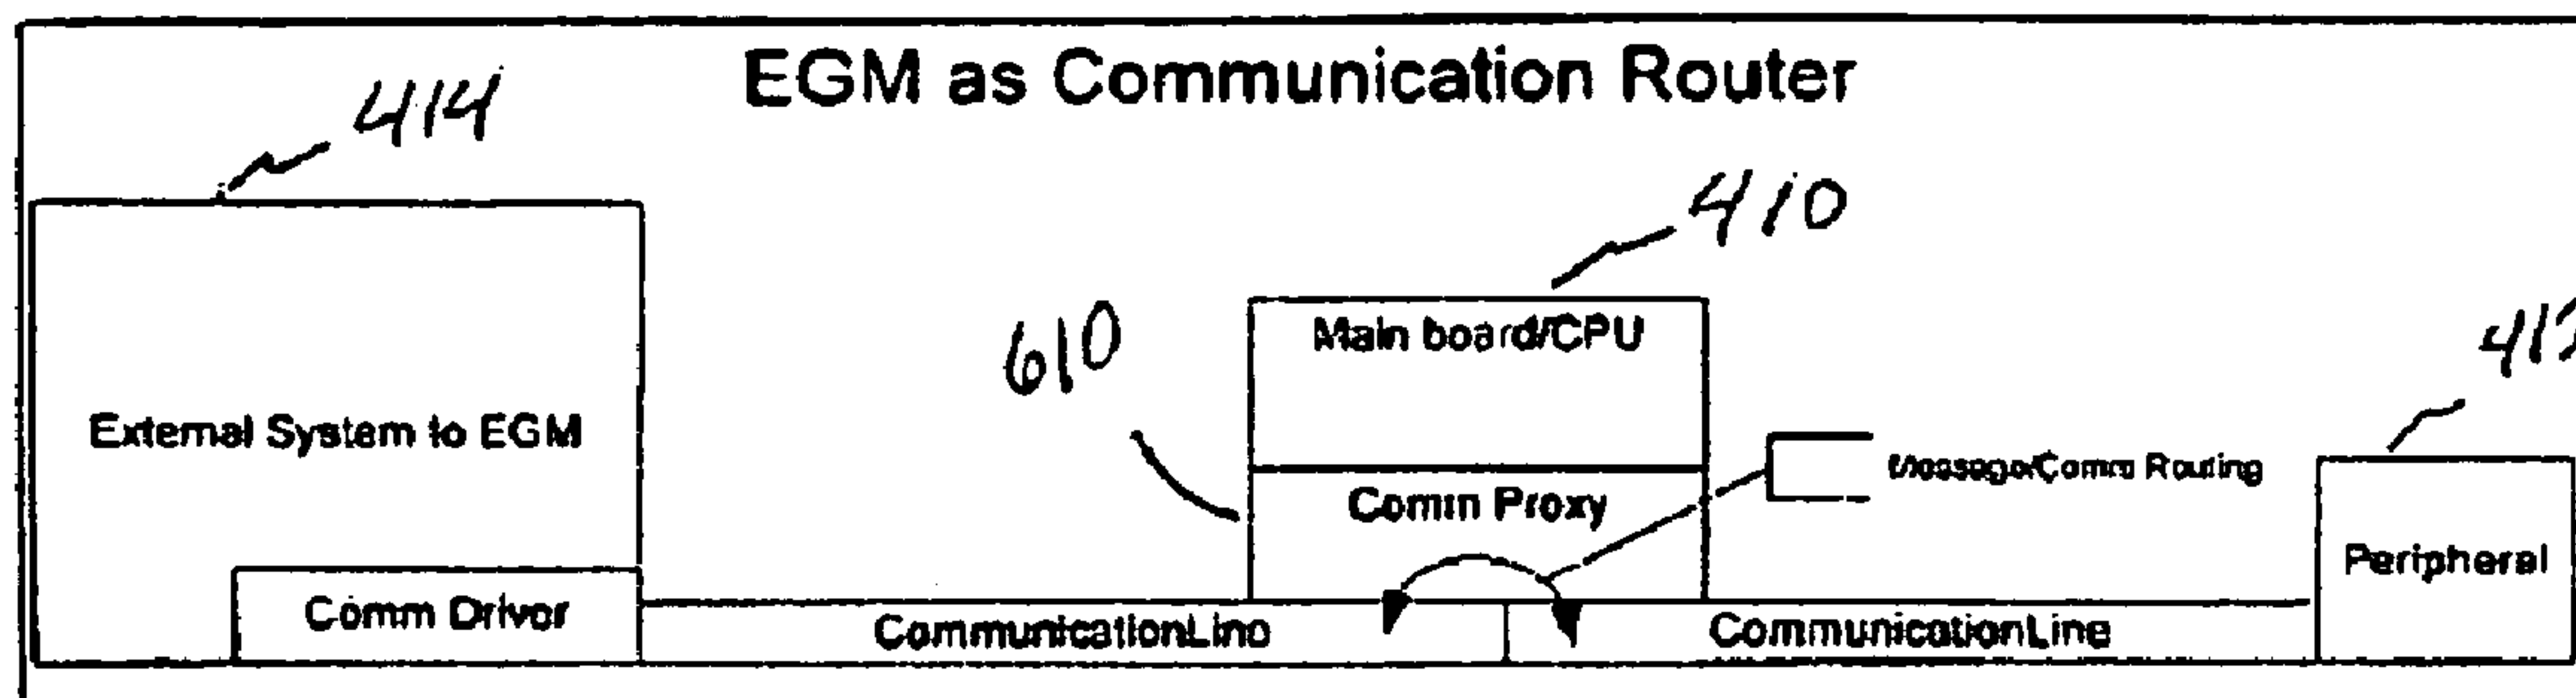 EGM as Communication Router
414
410
610
Main board/CPU
External System to EGM
Message/Comm Routing
Comm Proxy
Peripheral
Comm Driver
CommunicationLine
CommunicationLine